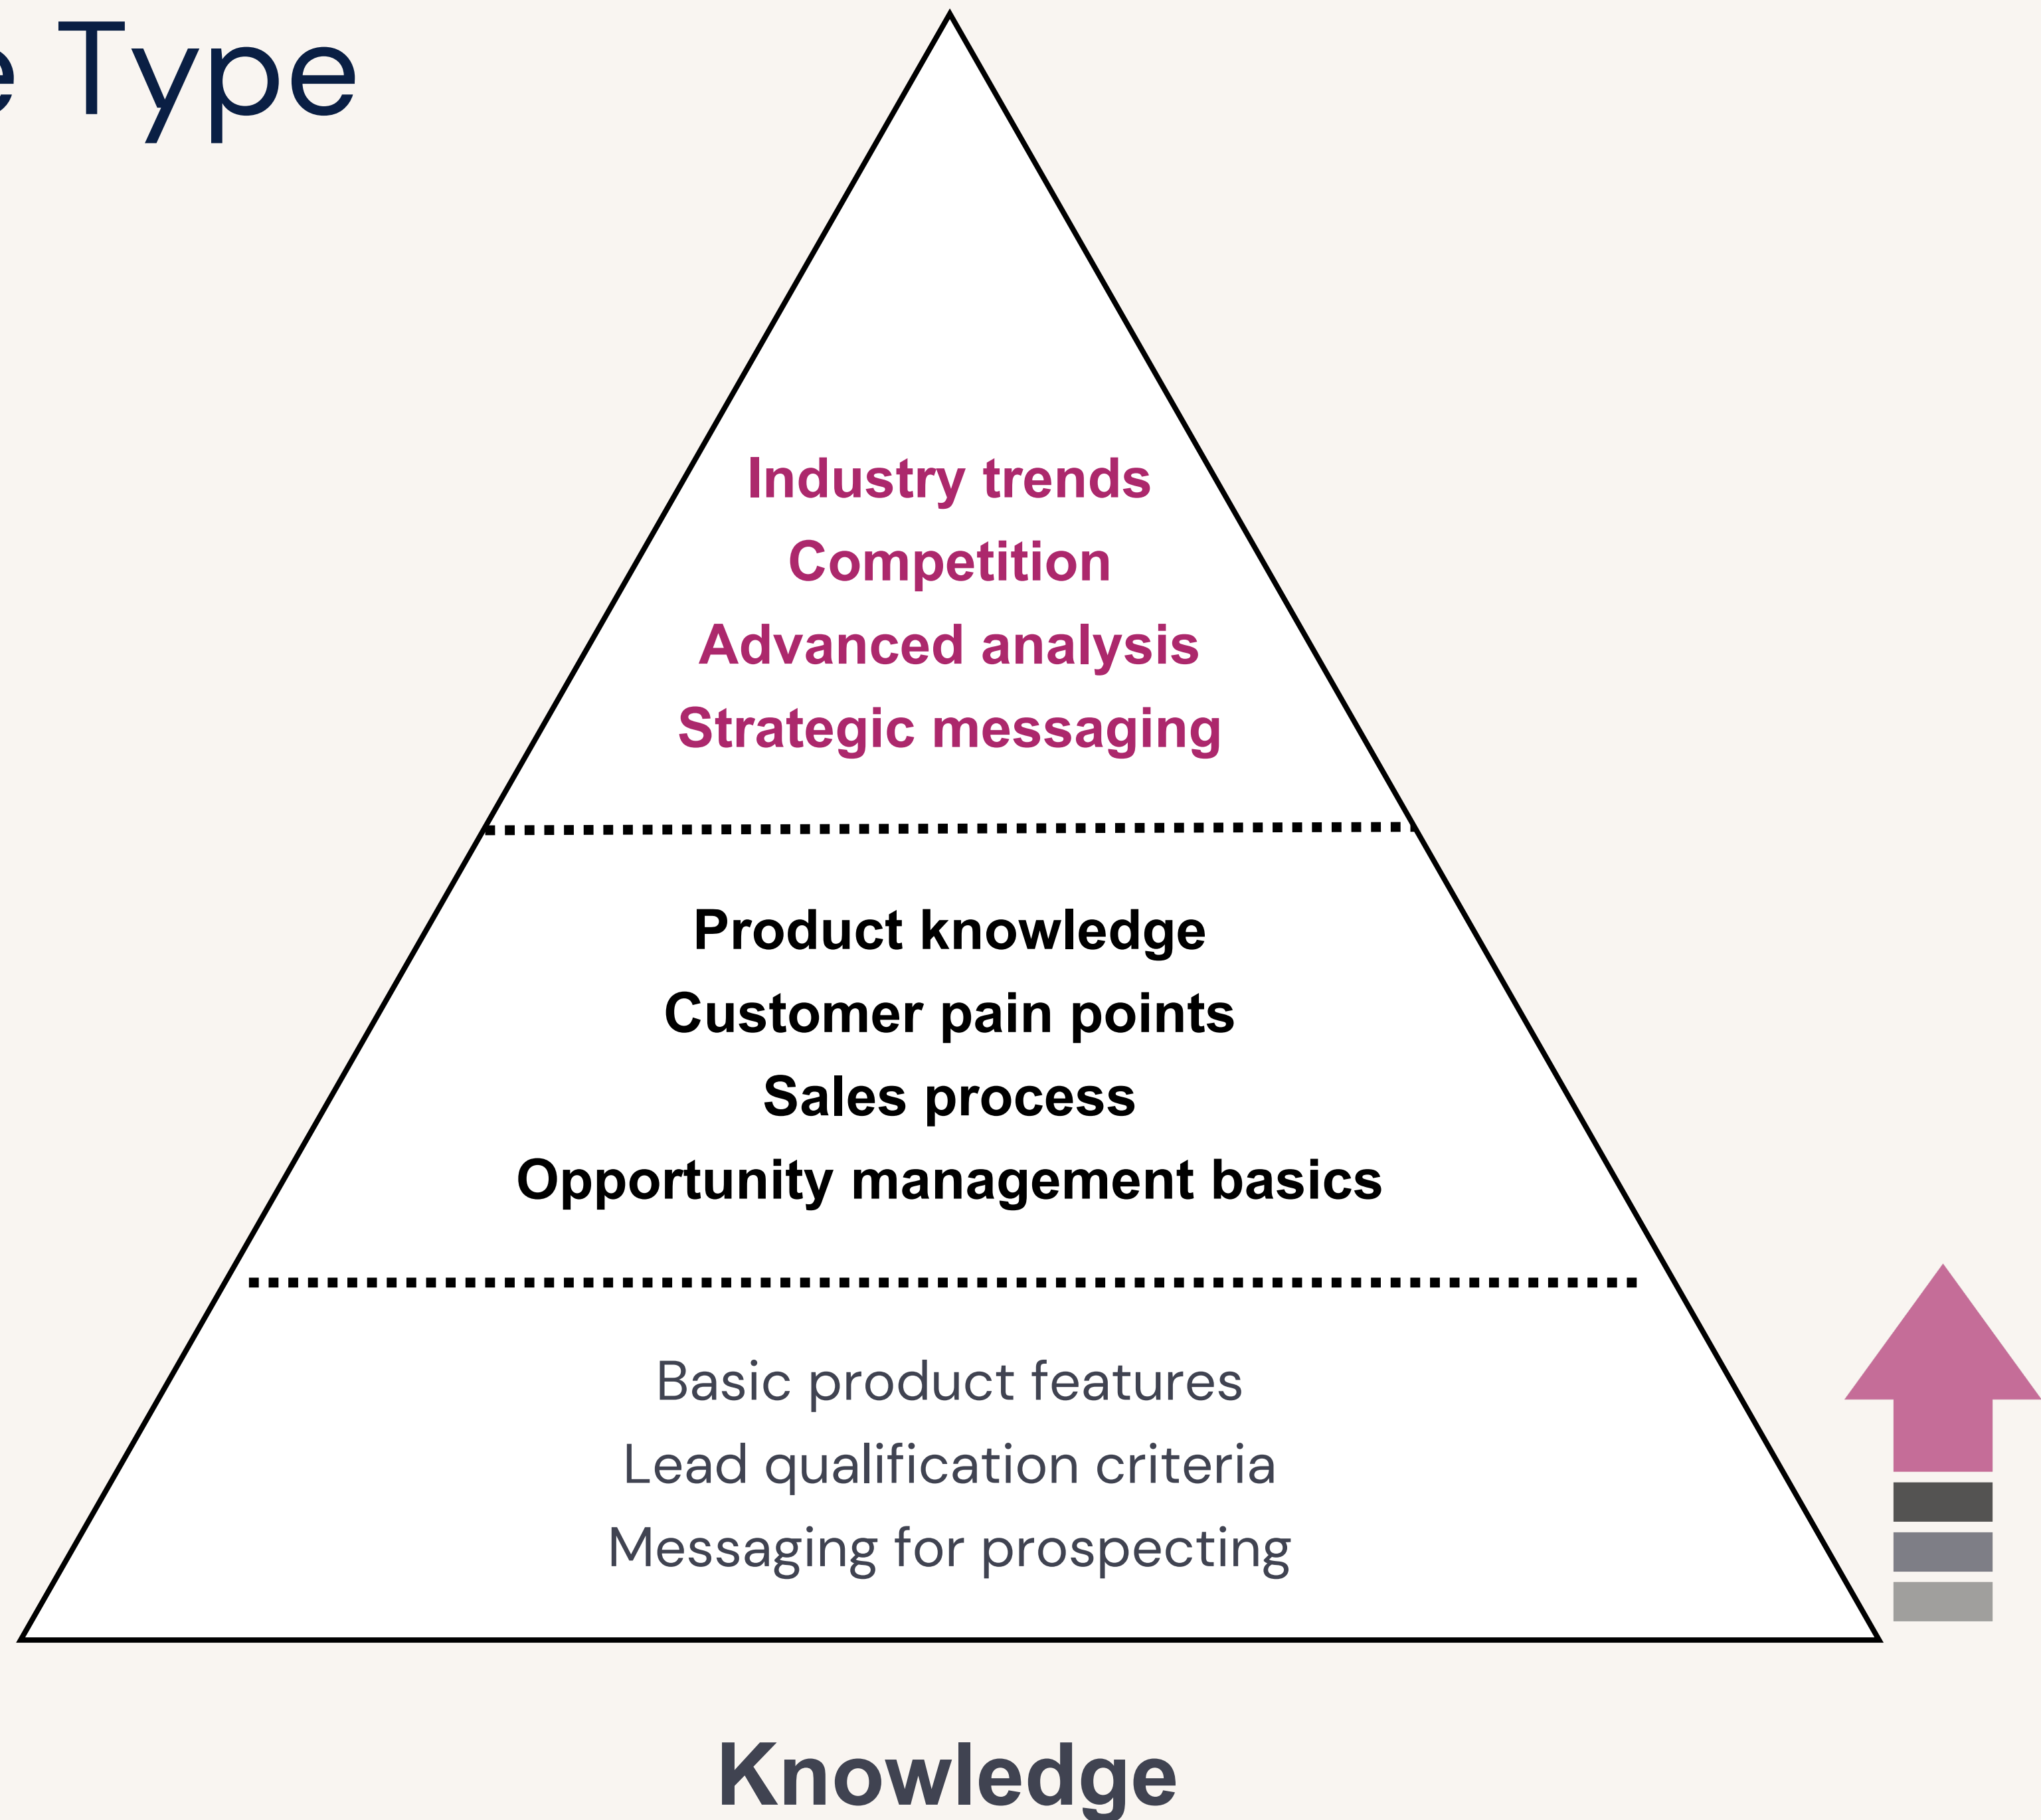 e Type
Industry trends
Competition
Advanced analysis
Strategic messaging
Product knowledge
Customer pain points
Sales process
Opportunity management basics
Basic product features
Lead qualification criteria
Messaging for prospecting
Knowledge